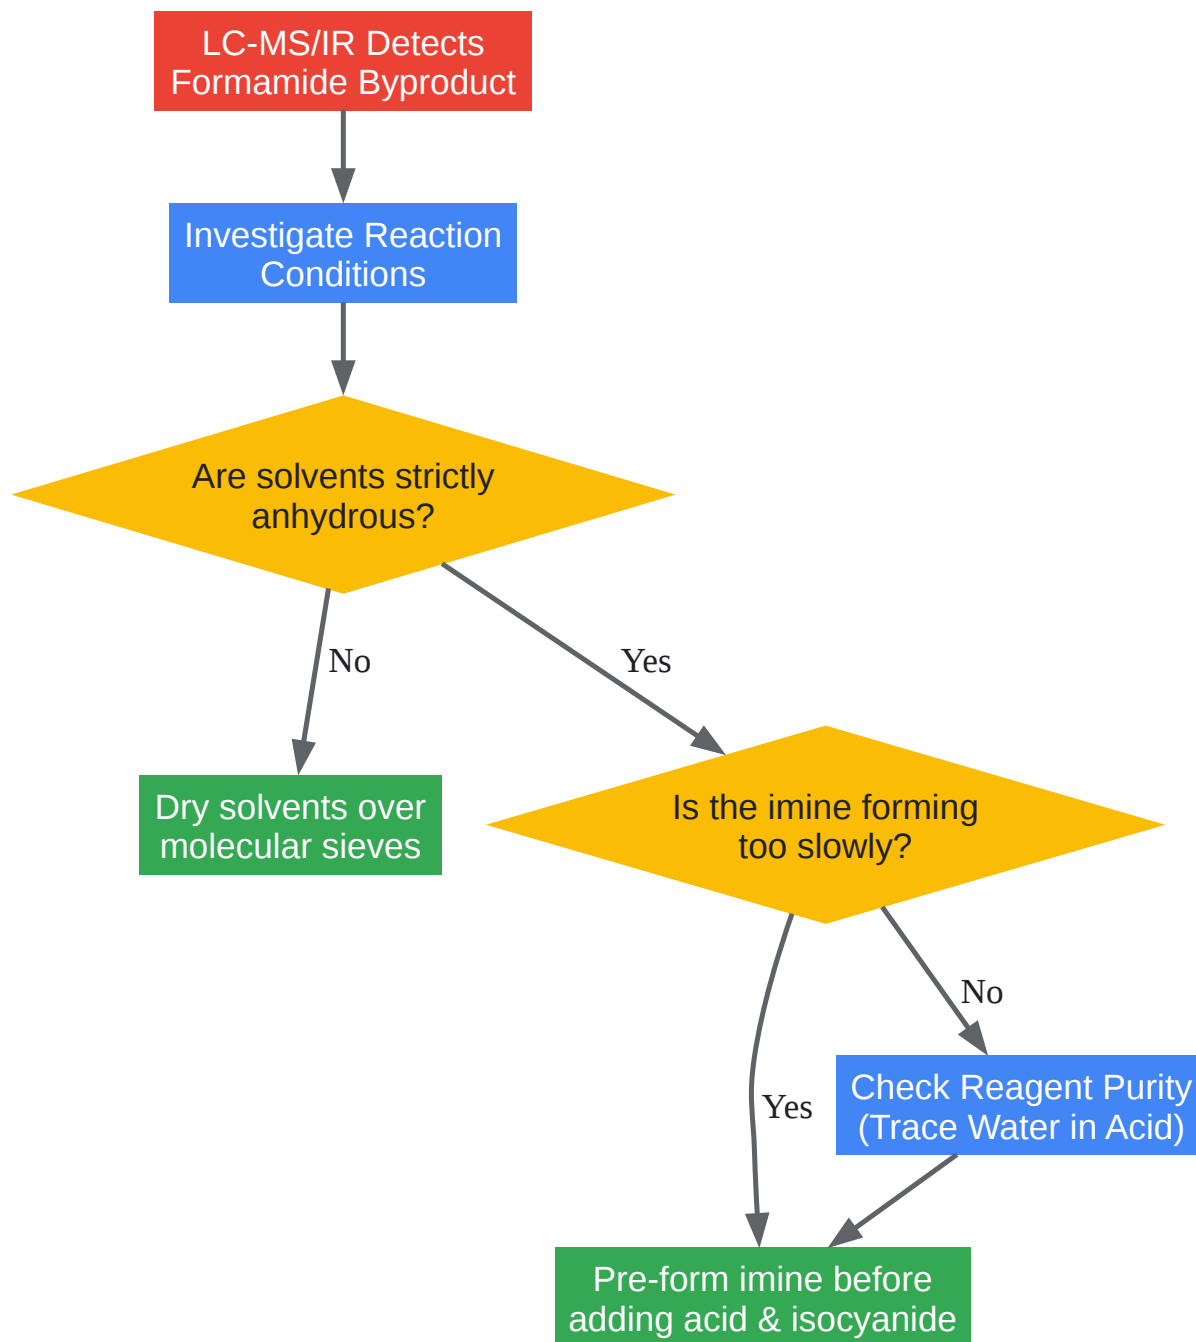 LC-MS/IR Detects
Formamide Byproduct
Investigate Reaction
Conditions
Are solvents strictly
anhydrous?
No
Yes
Dry solvents over
molecular sieves
Is the imine forming
too slowly?
No
Yes
Check Reagent Purity
(Trace Water in Acid)
Pre-form imine before
adding acid & isocyanide